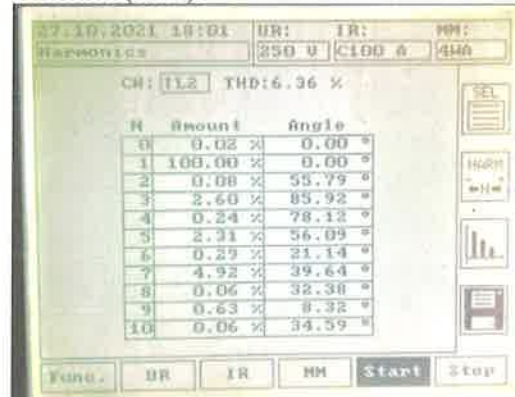 27.10.2021 18:01 UR: IR: MM:
Harmonics 250 V C100 A 4WA
CH: IL2 THD:6.36 %
SEL
N Amount Angle
0 0.02 % 0.00 °
1 100.00 % 0.00 °
2 0.08 % 55.79 °
3 2.60 % 85.92 °
4 0.24 % 78.12 °
5 2.31 % 56.09 °
6 0.29 % 21.14 °
7 4.92 % 39.64 °
8 0.06 % 32.38 °
9 0.63 % 8.32 °
10 0.06 % 34.59 °
HARM
←N→
Func. UR IR MM Start Stop